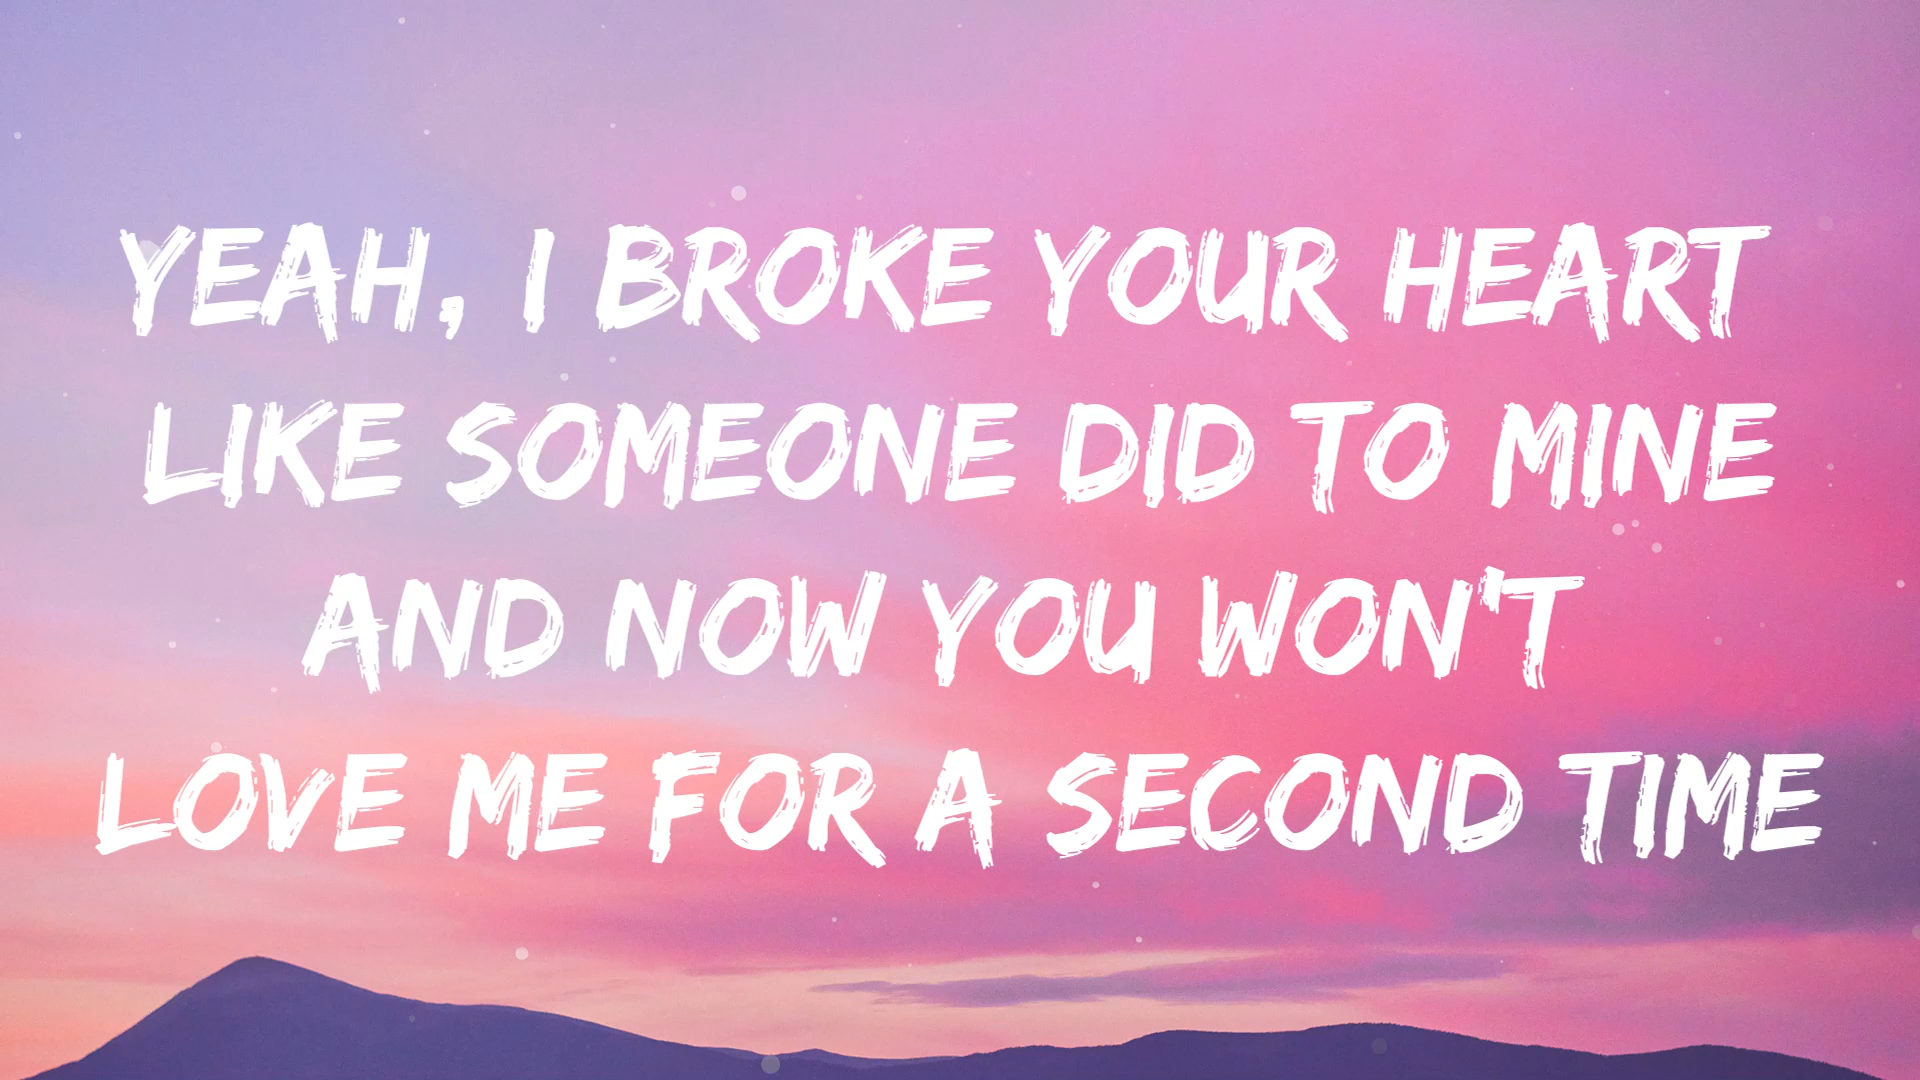 YEAH, I BROKE YOUR HEART
LIKE SOMEONE DID TO MINE
AND NOW YOU WON'T
LOVE ME FOR A SECOND TIME